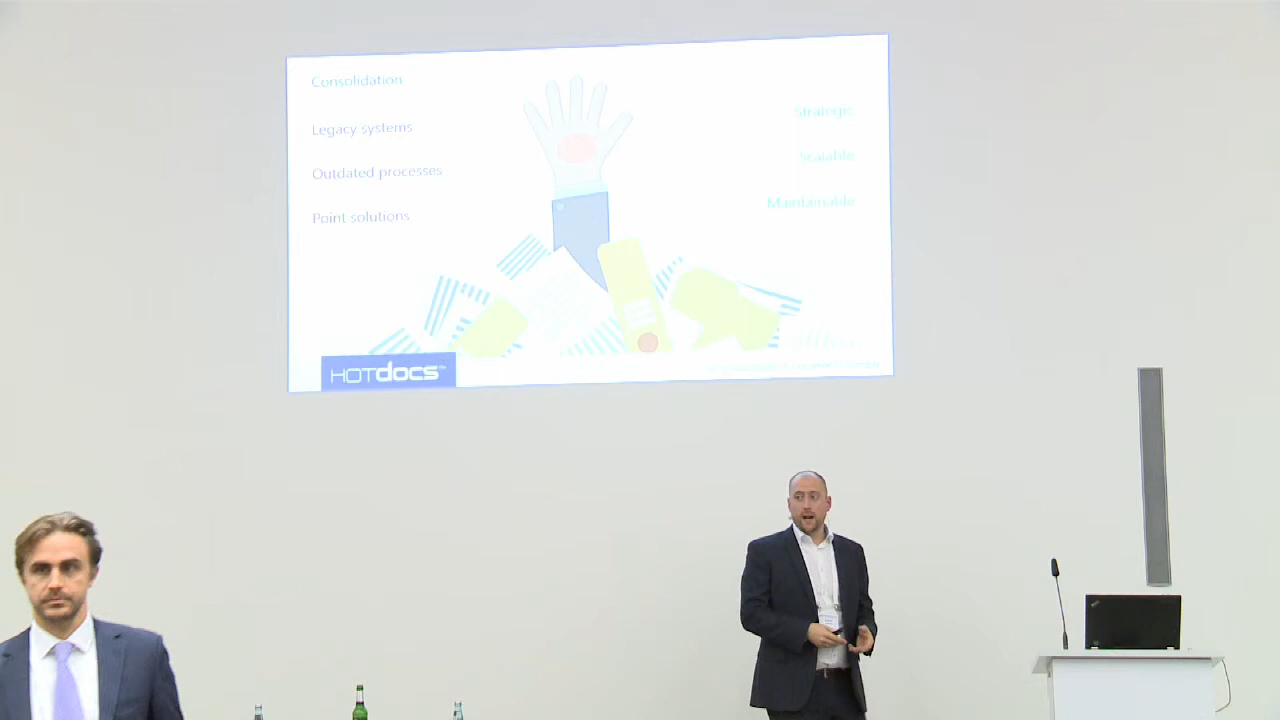 Consolidation
Legacy systems
Outdated processes
Point solutions
Strategic
Scalable
Maintainable
HOTdocs